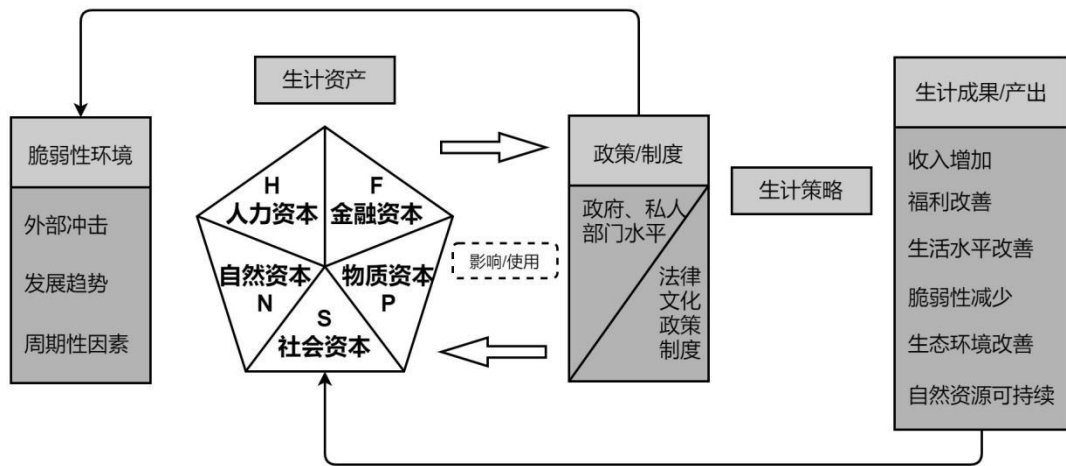 生计资产
生计成果/产出
脆弱性环境
外部冲击
发展趋势
周期性因素
H
人力资本
F
金融资本
自然资本
N
物质资本
P
S
社会资本
影响/使用
政策/制度
政府、私人
部门水平
法律
文化
政策
制度
生计策略
收入增加
福利改善
生活水平改善
脆弱性减少
生态环境改善
自然资源可持续